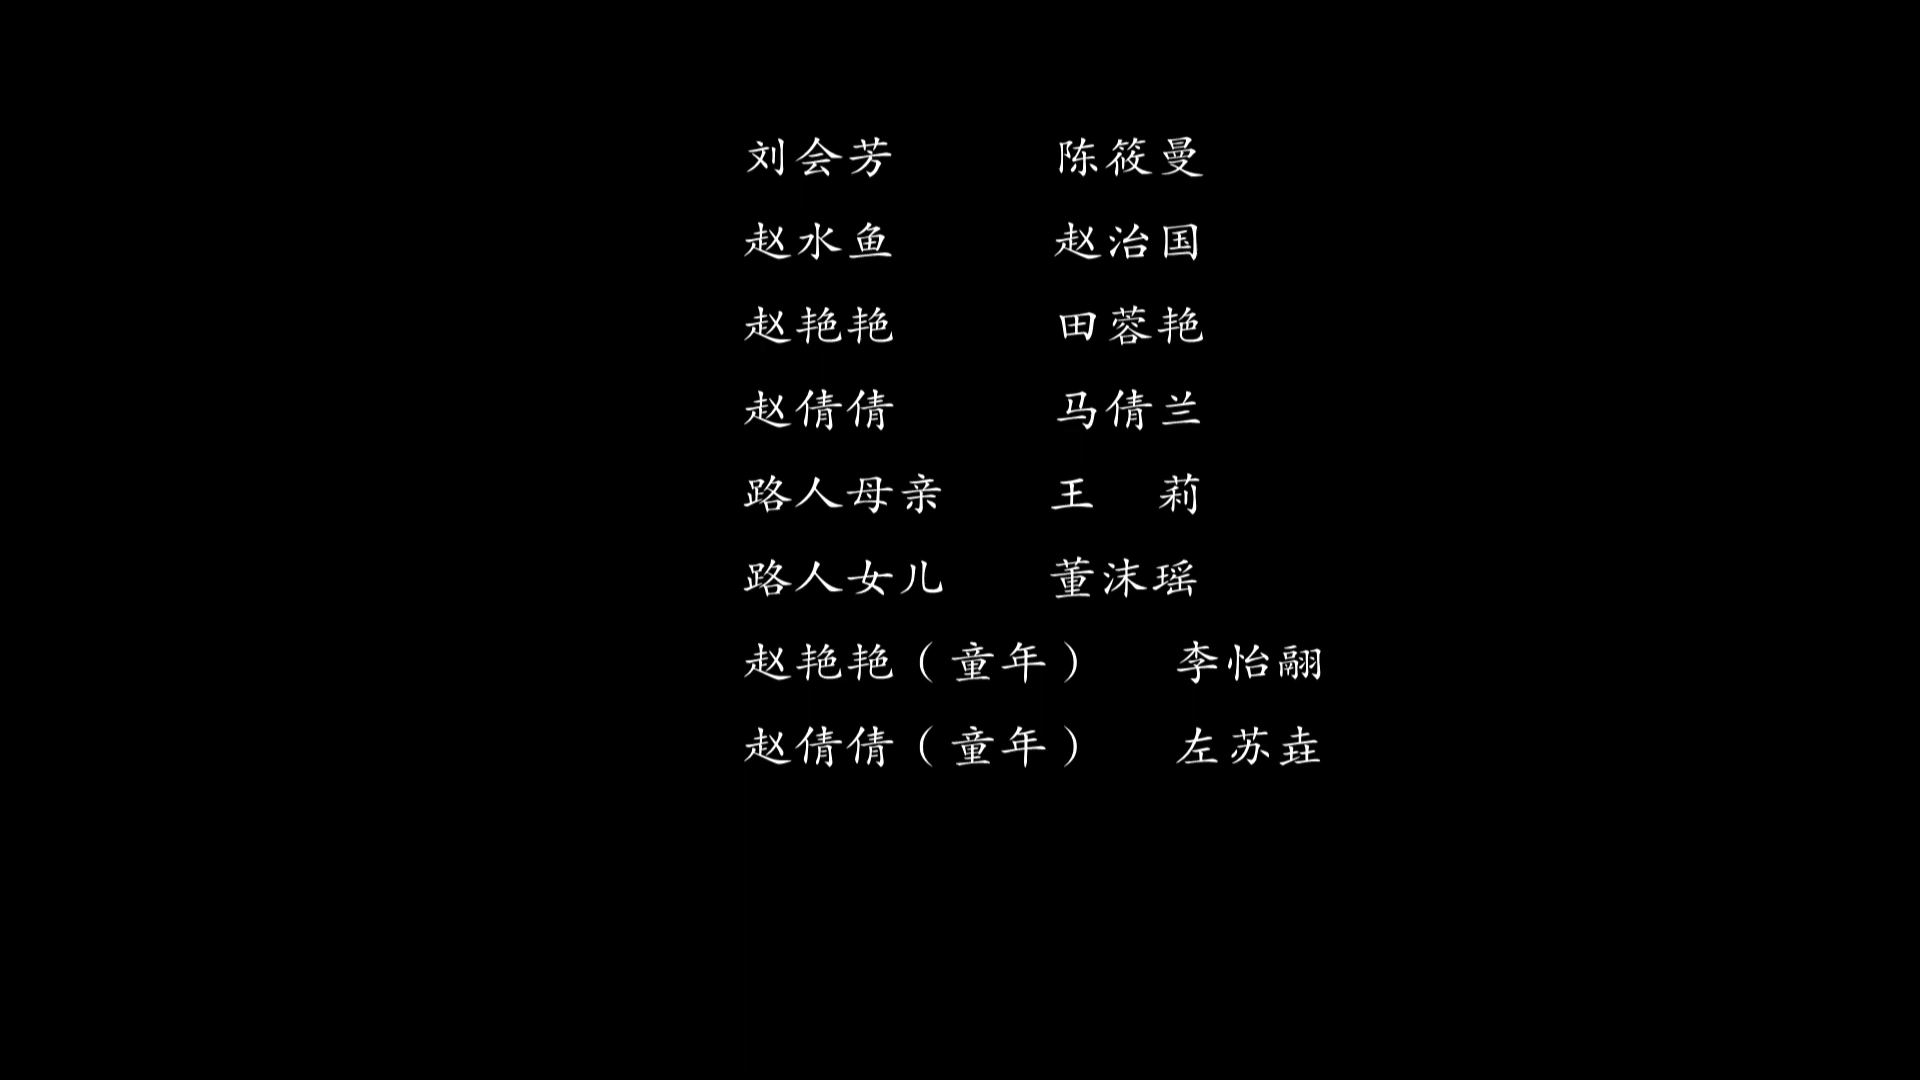 刘会芳 陈筱曼
赵水鱼 赵治国
赵艳艳 田蓉艳
赵倩倩 马倩兰
路人母亲 王 莉
路人女儿 董沫瑶
赵艳艳（童年） 李怡翮
赵倩倩（童年） 左苏垚